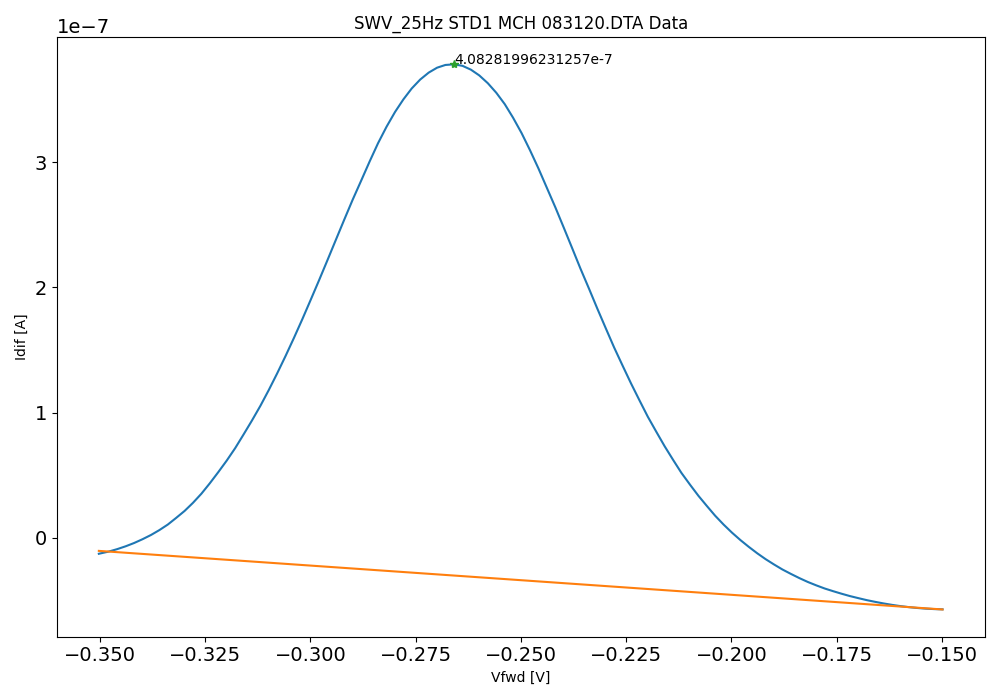 SWV_25Hz STD1 MCH 083120.DTA Data
1e−7
4.08281996231257e-7
3
2
1
0
Idif [A]
−0.350 −0.325 −0.300 −0.275 −0.250 −0.225 −0.200 −0.175 −0.150
Vfwd [V]